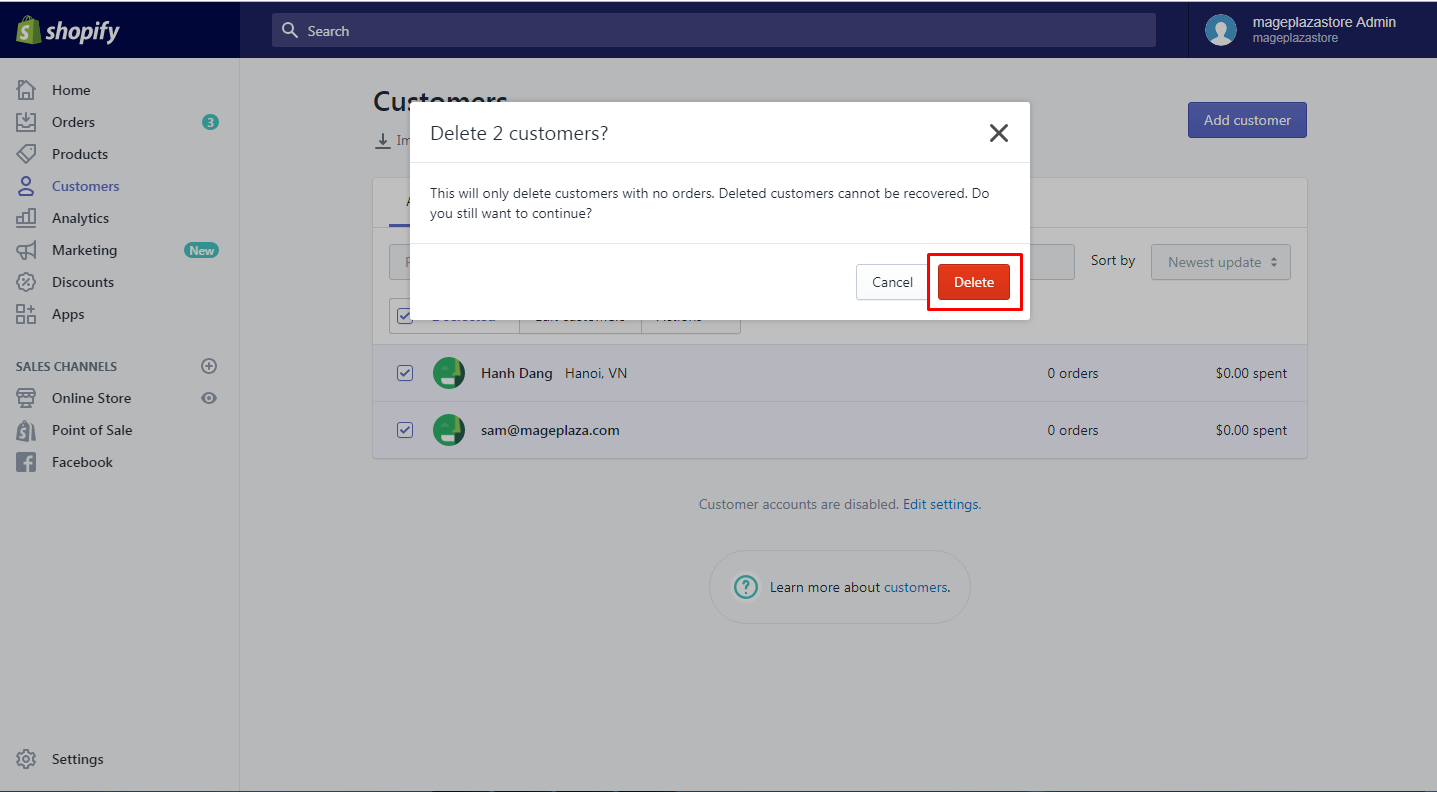 shopify
Search
mageplazastore Admin
mageplazastore
Home
Orders 3
Products
Customers
Analytics
Marketing New
Discounts
Apps
SALES CHANNELS
Online Store
Point of Sale
Facebook
Settings
Customers
Add customer
Delete 2 customers?
This will only delete customers with no orders. Deleted customers cannot be recovered. Do
you still want to continue?
Cancel Delete
Sort by Newest update
Hanh Dang Hanoi, VN 0 orders $0.00 spent
sam@mageplaza.com 0 orders $0.00 spent
Customer accounts are disabled. Edit settings.
Learn more about customers.